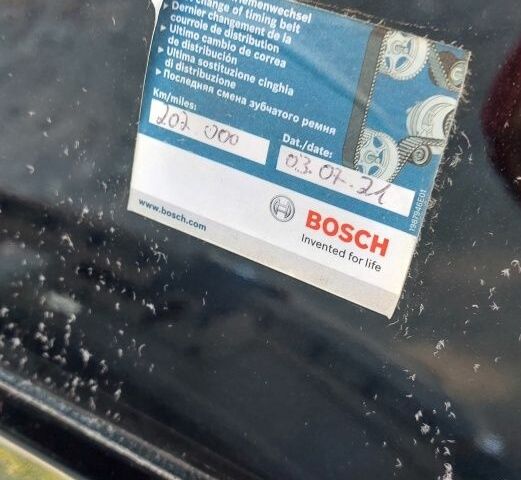 change of timing belt
▸ Dernier changement de la
courroie de distribution
▸ Ultimo cambio de correa
de distribución
▸ Ultima sostituzione cinghia
di distribuzione
▸ Последняя смена зубчатого ремня
Km/miles:
207 000
Dat./date:
03.07.21
www.bosch.com
BOSCH
Invented for life
1987946E01